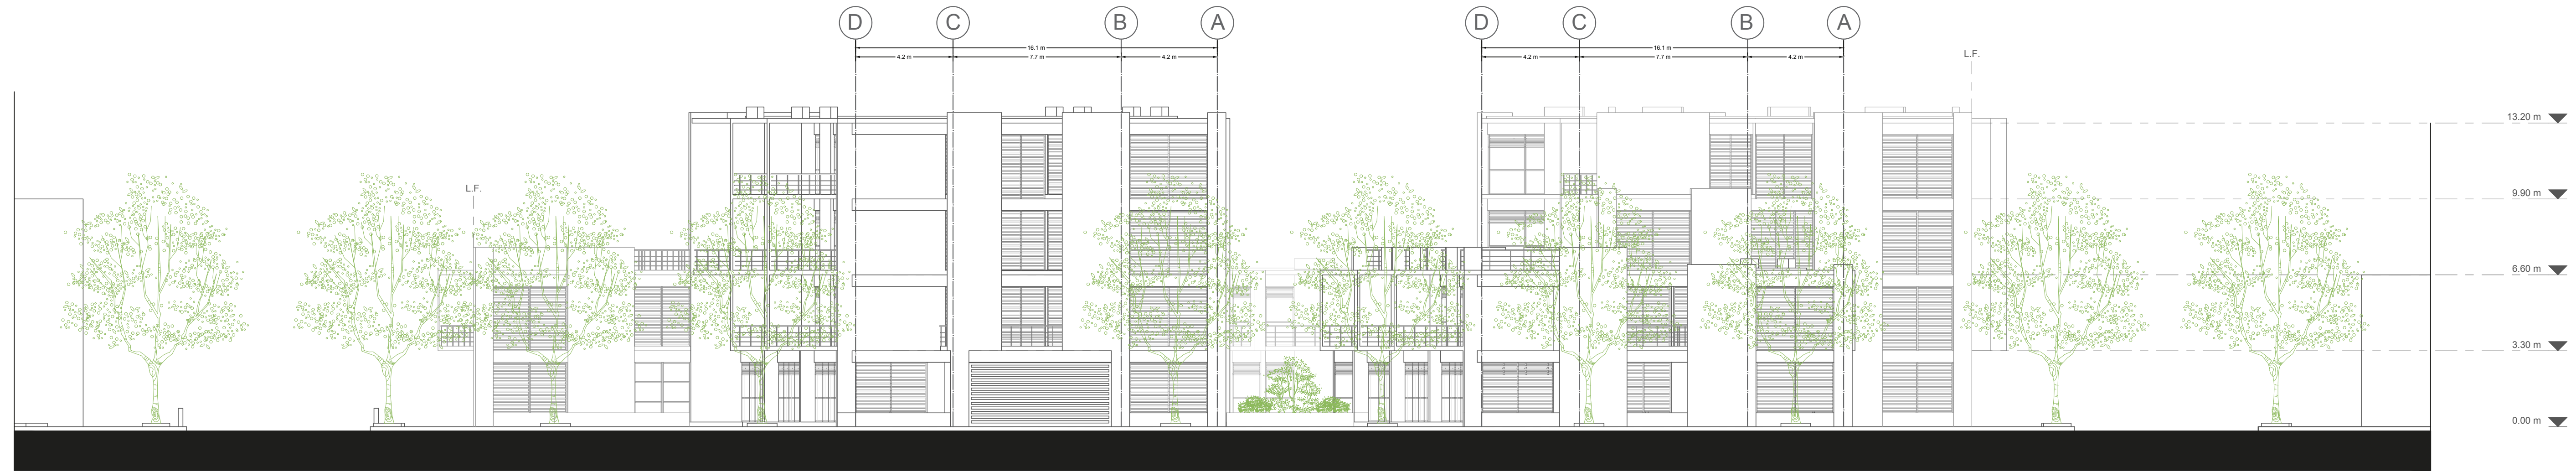 D C B A D C B A
16.1 m 16.1 m
4.2 m 7.7 m 4.2 m 4.2 m 7.7 m 4.2 m
L.F.
13.20 m
L.F.
9.90 m
6.60 m
3.30 m
0.00 m